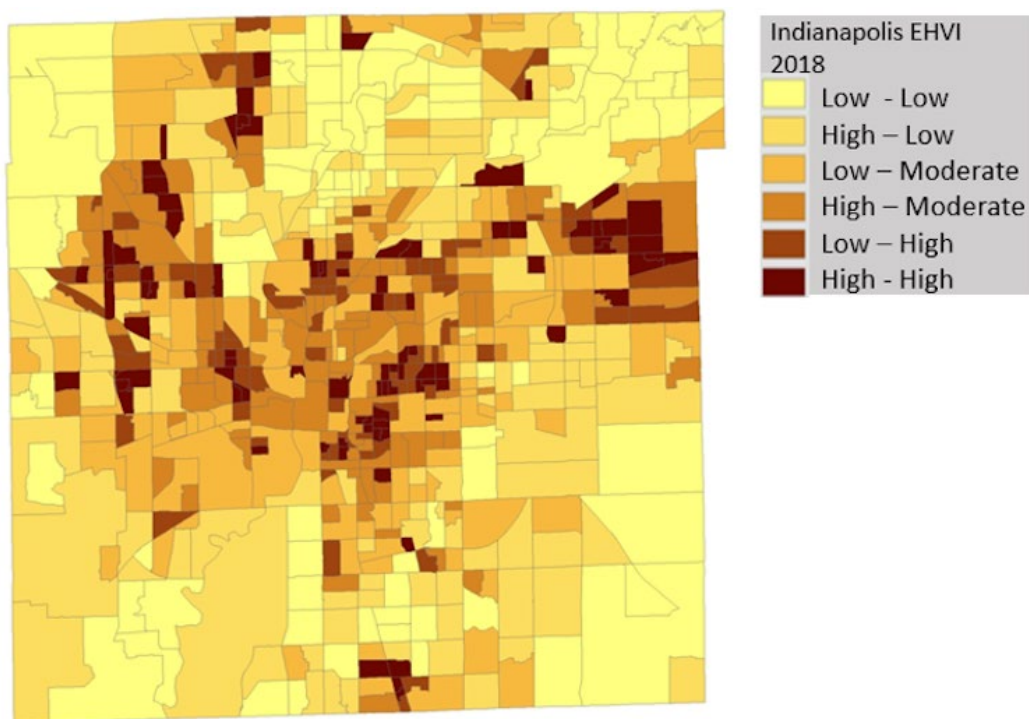 Indianapolis EHVI
2018
Low - Low
High – Low
Low – Moderate
High – Moderate
Low – High
High - High